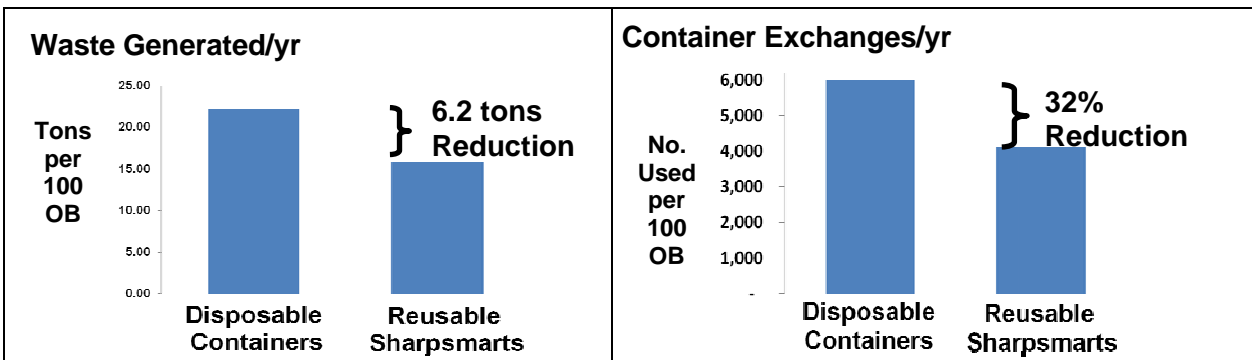 Waste Generated/yr
Tons
per
100
OB
25.00
20.00
15.00
10.00
5.00
0.00
6.2 tons
Reduction
Disposable
Containers
Reusable
Sharpsmarts
Container Exchanges/yr
No.
Used
per
100
OB
6,000
5,000
4,000
3,000
2,000
1,000
-
32%
Reduction
Disposable
Containers
Reusable
Sharpsmarts